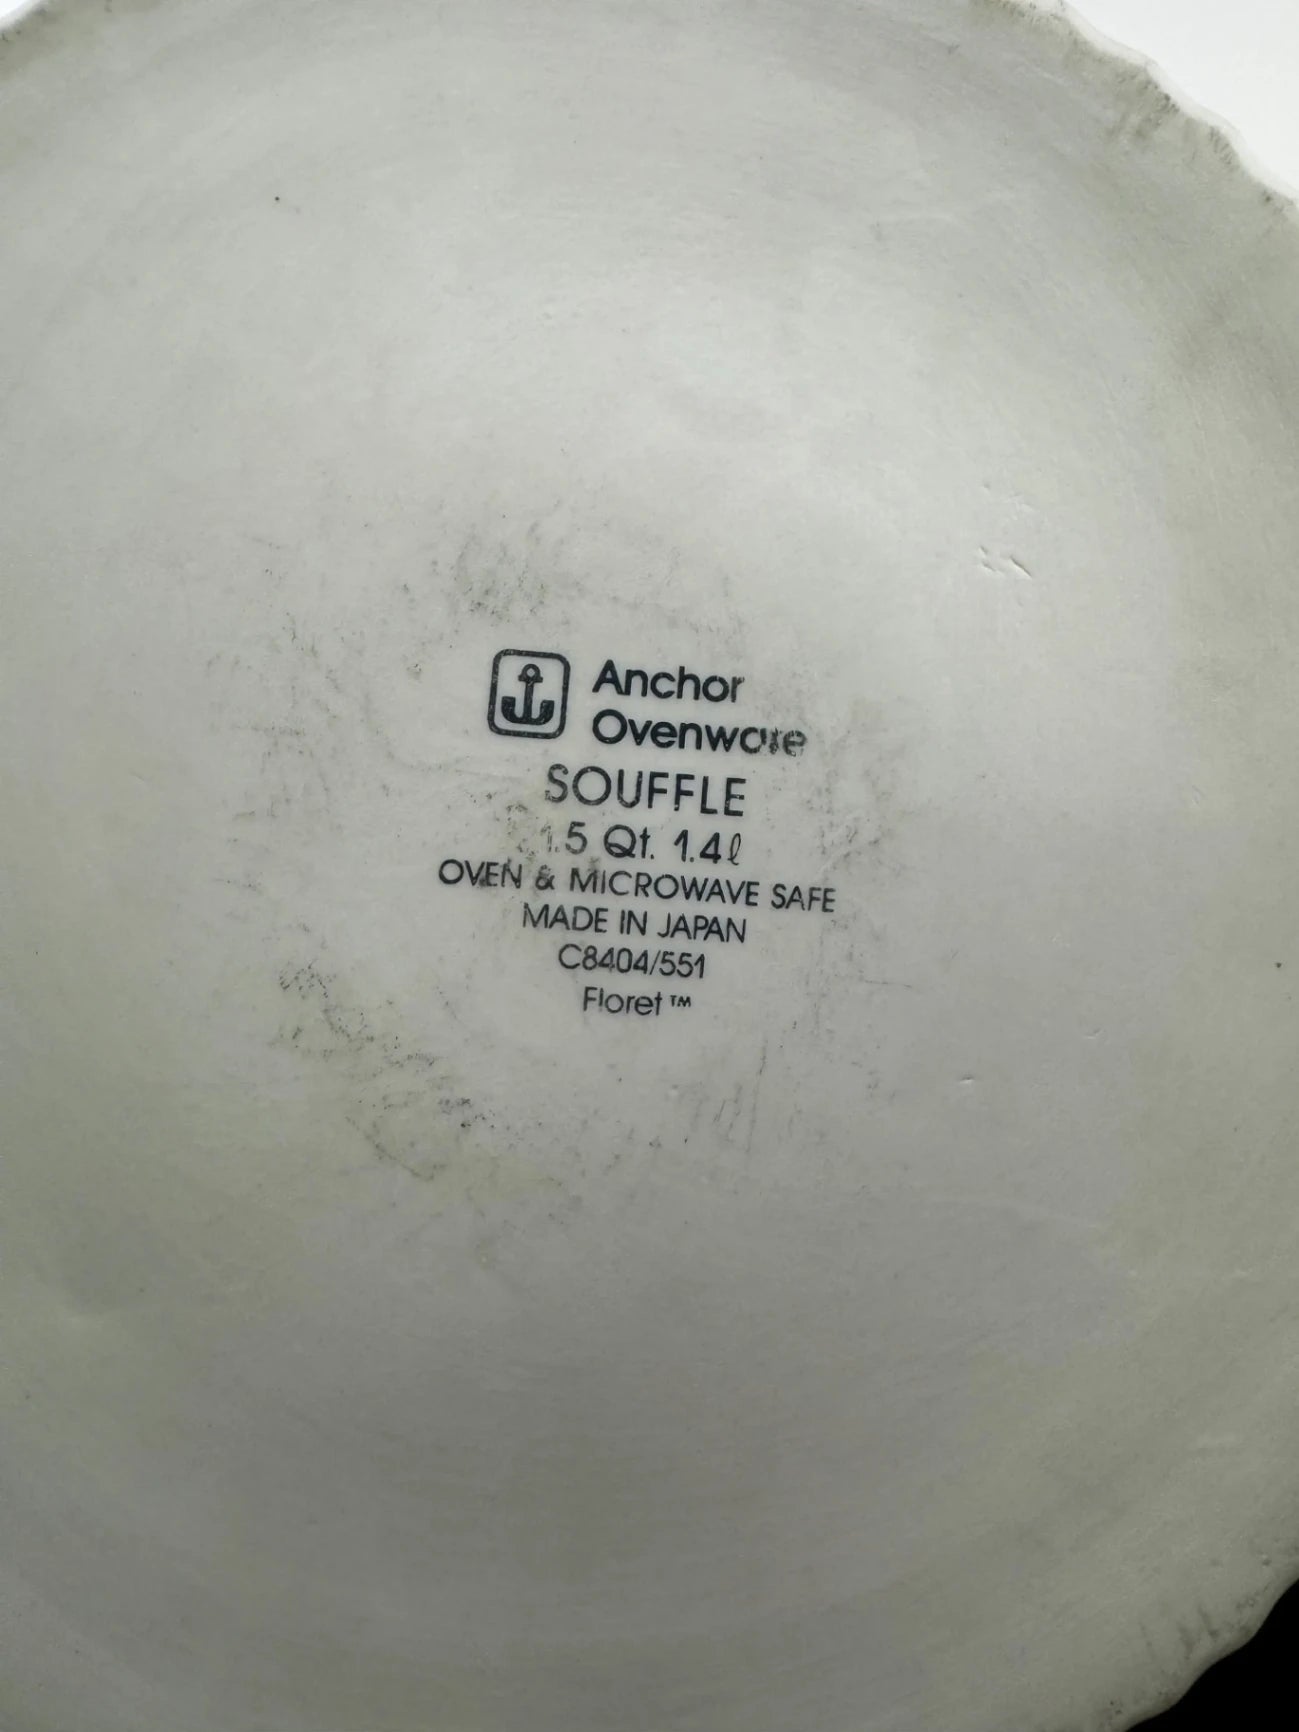 Anchor
Ovenware
SOUFFLE
1.5 Qt. 1.4ℓ
OVEN & MICROWAVE SAFE
MADE IN JAPAN
C8404/551
Floret™